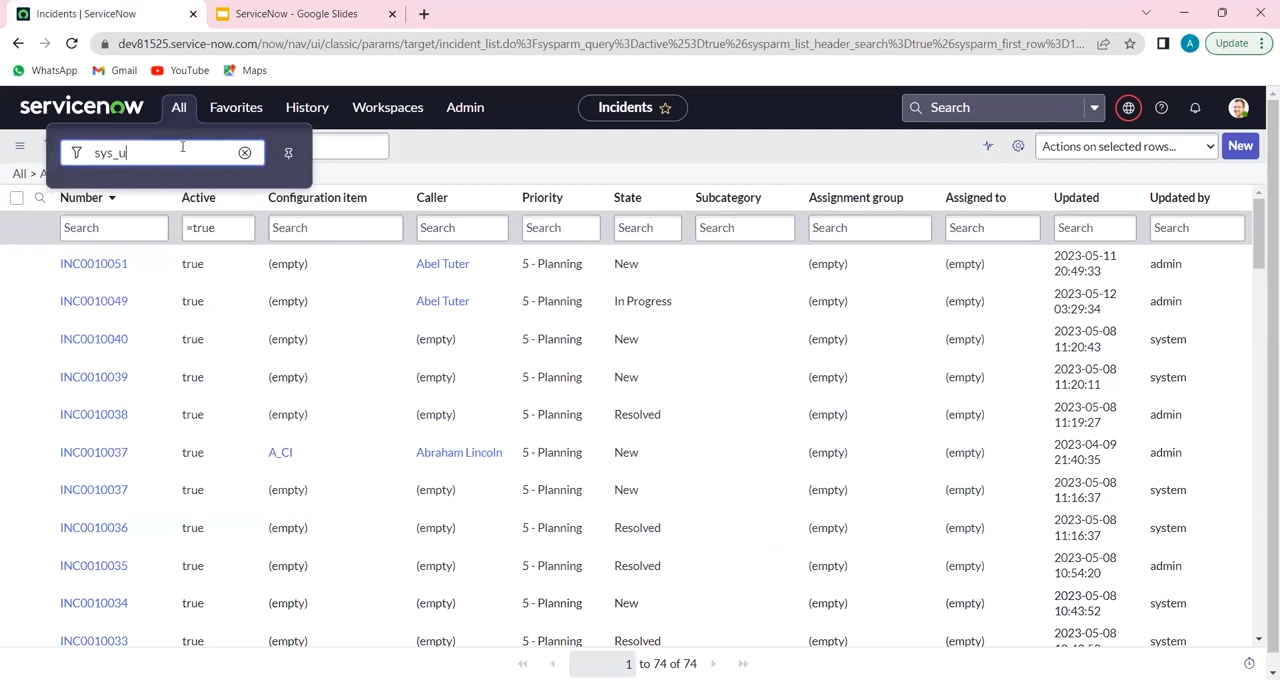 Incidents | ServiceNow
ServiceNow - Google Slides
dev81525.service-now.com/now/nav/ui/classic/params/target/incident_list.do%3Fsysparm_query%3Dactive%253Dtrue%26sysparm_list_header_search%3Dtrue%26sysparm_first_row%3D1...
A
Update
WhatsApp Gmail YouTube Maps
servicenow All Favorites History Workspaces Admin Incidents Search
sys_u
Actions on selected rows... New
All >
Number Active Configuration item Caller Priority State Subcategory Assignment group Assigned to Updated Updated by
Search =true Search Search Search Search Search Search Search Search Search
INC0010051 true (empty) Abel Tuter 5 - Planning New (empty) (empty) 2023-05-11 20:49:33 admin
INC0010049 true (empty) Abel Tuter 5 - Planning In Progress (empty) (empty) 2023-05-12 03:29:34 admin
INC0010040 true (empty) (empty) 5 - Planning New (empty) (empty) 2023-05-08 11:20:43 system
INC0010039 true (empty) (empty) 5 - Planning New (empty) (empty) 2023-05-08 11:20:11 system
INC0010038 true (empty) (empty) 5 - Planning Resolved (empty) (empty) 2023-05-08 11:19:27 admin
INC0010037 true A_CI Abraham Lincoln 5 - Planning New (empty) (empty) 2023-04-09 21:40:35 admin
INC0010037 true (empty) (empty) 5 - Planning New (empty) (empty) 2023-05-08 11:16:37 system
INC0010036 true (empty) (empty) 5 - Planning Resolved (empty) (empty) 2023-05-08 11:16:37 system
INC0010035 true (empty) (empty) 5 - Planning Resolved (empty) (empty) 2023-05-08 10:54:20 admin
INC0010034 true (empty) (empty) 5 - Planning New (empty) (empty) 2023-05-08 10:43:52 system
INC0010033 true (empty) (empty) 5 - Planning Resolved (empty) (empty) 2023-05-08 system
1 to 74 of 74